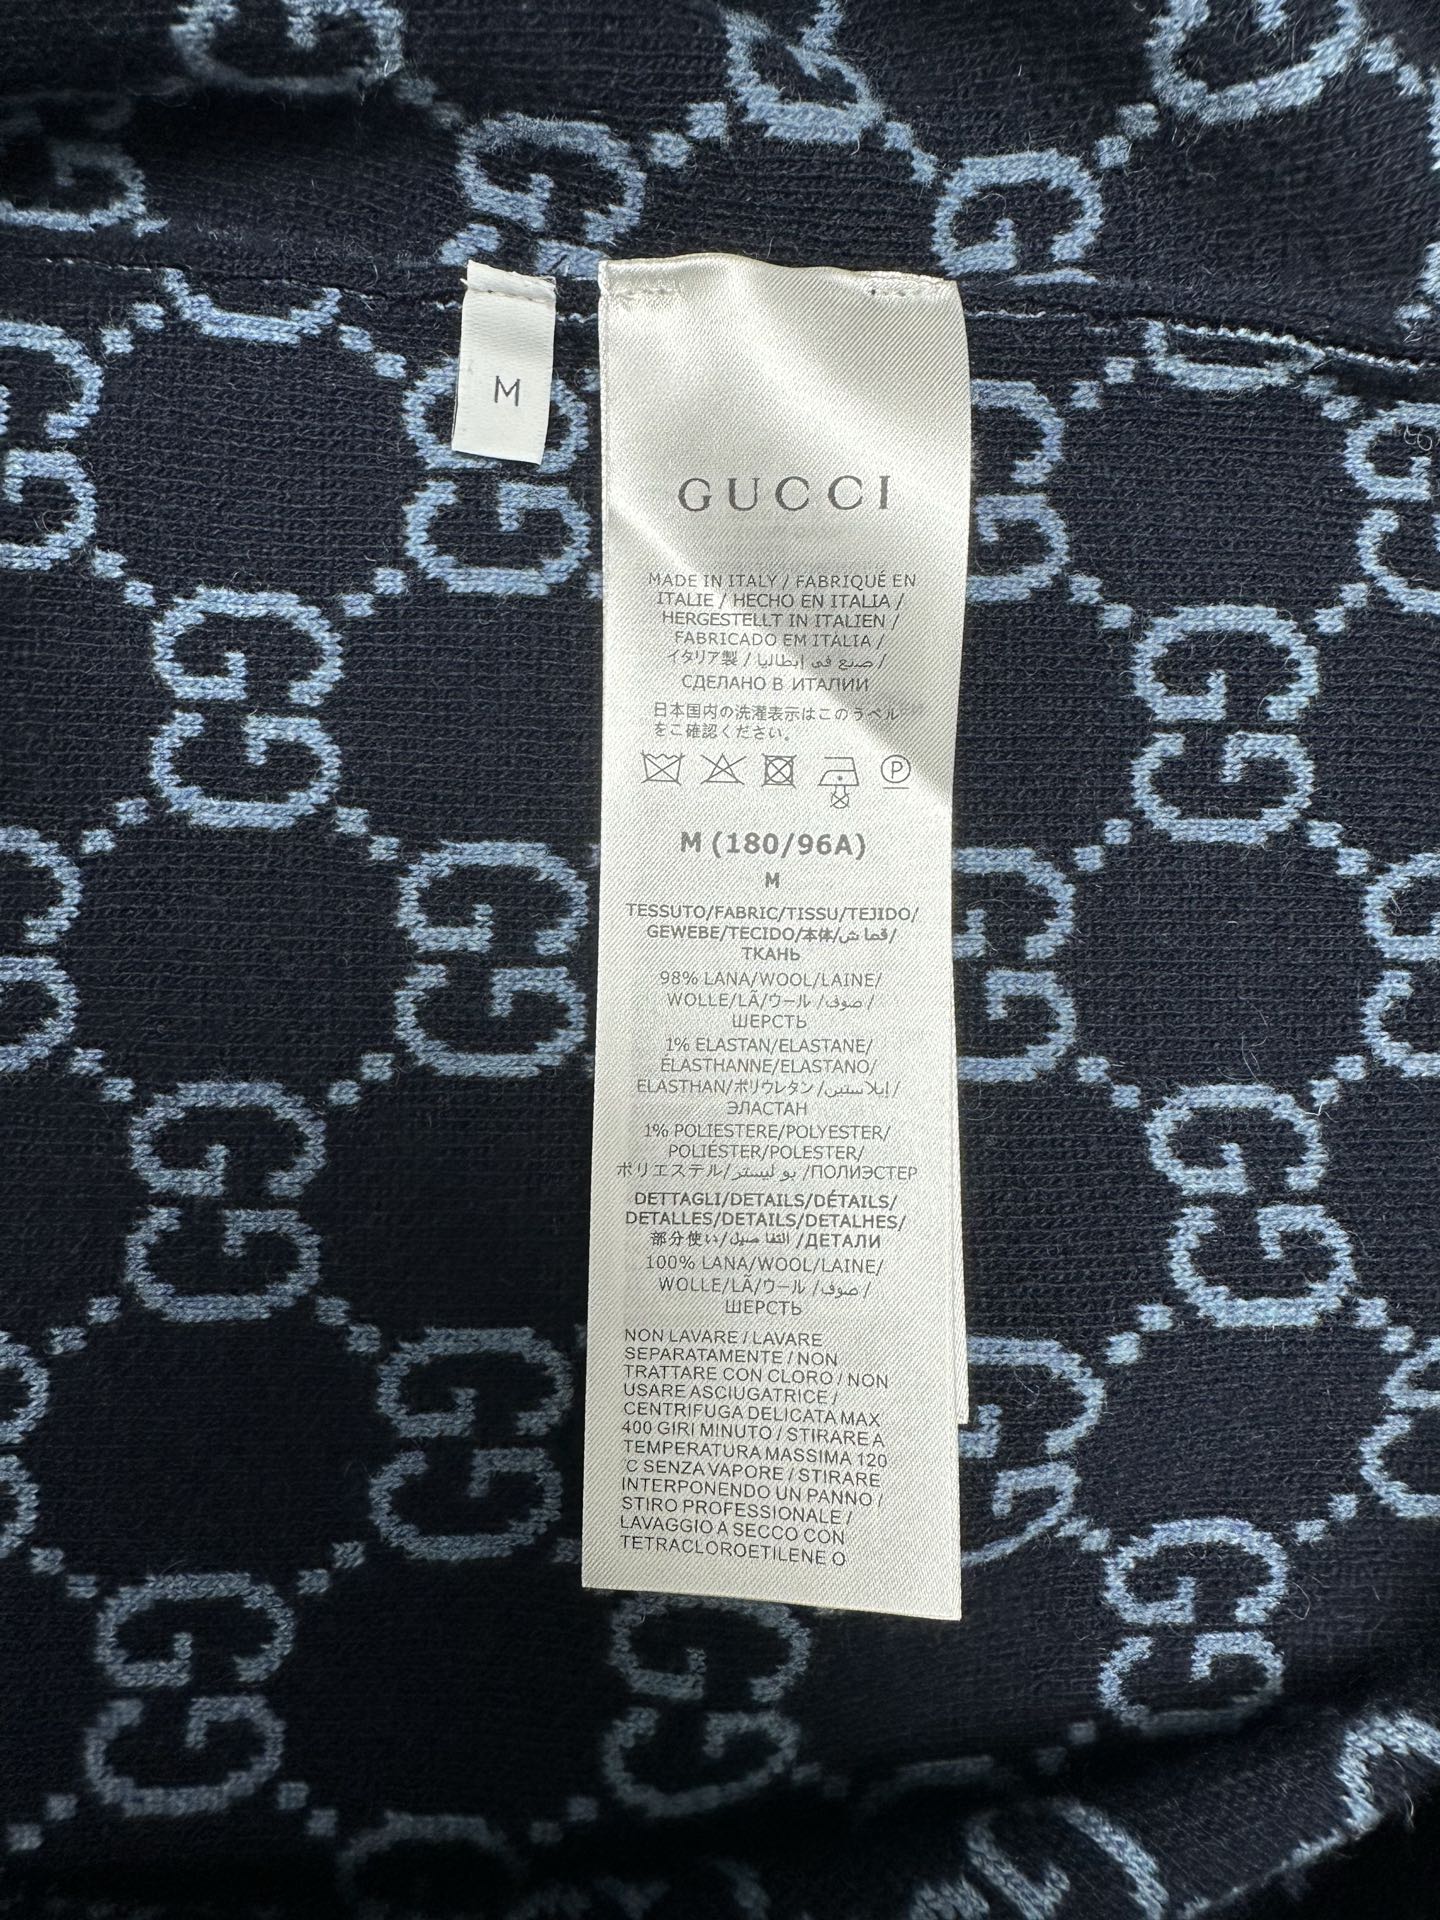 M
GUCCI
MADE IN ITALY / FABRIQUÉ EN
ITALIE / HECHO EN ITALIA /
HERGESTELLT IN ITALIEN /
FABRICADO EM ITÁLIA /
イタリア製 / صنع في إيطاليا /
СДЕЛАНО В ИТАЛИИ
日本国内の洗濯表示はこのラベル
をご確認ください。
P
M (180/96A)
M
TESSUTO/FABRIC/TISSU/TEJIDO/
GEWEBE/TECIDO/本体/قماش/
ТКАНЬ
98% LANA/WOOL/LAINE/
WOLLE/LÃ/ウール /صوف /
ШЕРСТЬ
1% ELASTAN/ELASTANE/
ÉLASTHANNE/ELASTANO/
ELASTHAN/ポリウレタン /إيلاستين /
ЭЛАСТАН
1% POLIESTERE/POLYESTER/
POLIESTER/POLESTER/
ポリエステル/بوليستر /ПОЛИЭСТЕР
DETTAGLI/DETAILS/DÉTAILS/
DETALLES/DETAILS/DETALHES/
部分使い/التفاصيل /ДЕТАЛИ
100% LANA/WOOL/LAINE/
WOLLE/LÃ/ウール /صوف /
ШЕРСТЬ
NON LAVARE / LAVARE
SEPARATAMENTE / NON
TRATTARE CON CLORO / NON
USARE ASCIUGATRICE /
CENTRIFUGA DELICATA MAX
400 GIRI MINUTO / STIRARE A
TEMPERATURA MASSIMA 120
°C SENZA VAPORE / STIRARE
INTERPONENDO UN PANNO /
STIRO PROFESSIONALE /
LAVAGGIO A SECCO CON
TETRACLOROETILENE O